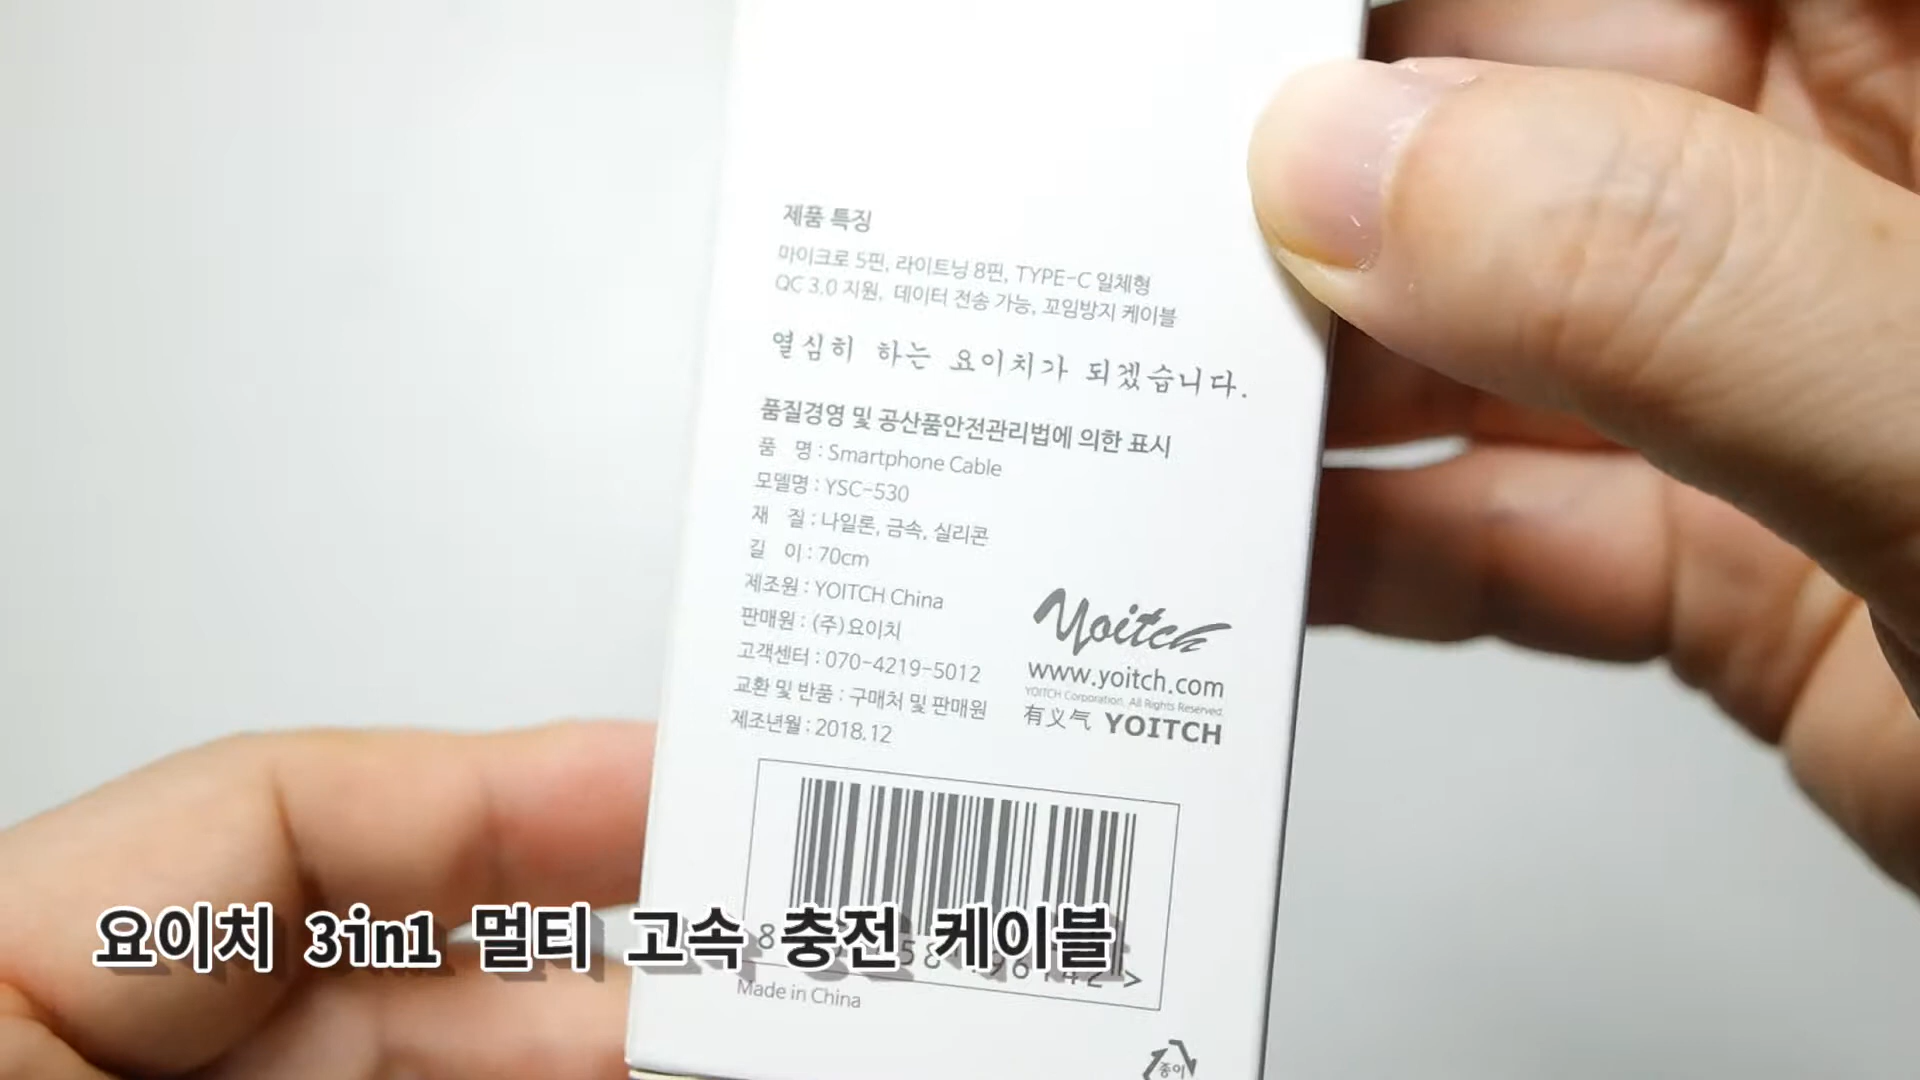 제품 특징
마이크로 5핀, 라이트닝 8핀, TYPE-C 일체형
QC 3.0 지원, 데이터 전송 가능, 꼬임방지 케이블
열심히 하는 요이치가 되겠습니다.
품질경영 및 공산품안전관리법에 의한 표시
품 명 : Smartphone Cable
모델명 : YSC-530
재 질 : 나일론, 금속, 실리콘
길 이 : 70cm
제조원 : YOITCH China
판매원 : (주)요이치
고객센터 : 070-4219-5012
교환 및 반품 : 구매처 및 판매원
제조년월 : 2018.12
Yoitch
www.yoitch.com
YOITCH Corporation. All Rights Reserved.
有义气 YOITCH
요이치 3in1 멀티 고속 충전 케이블
Made in China
종이